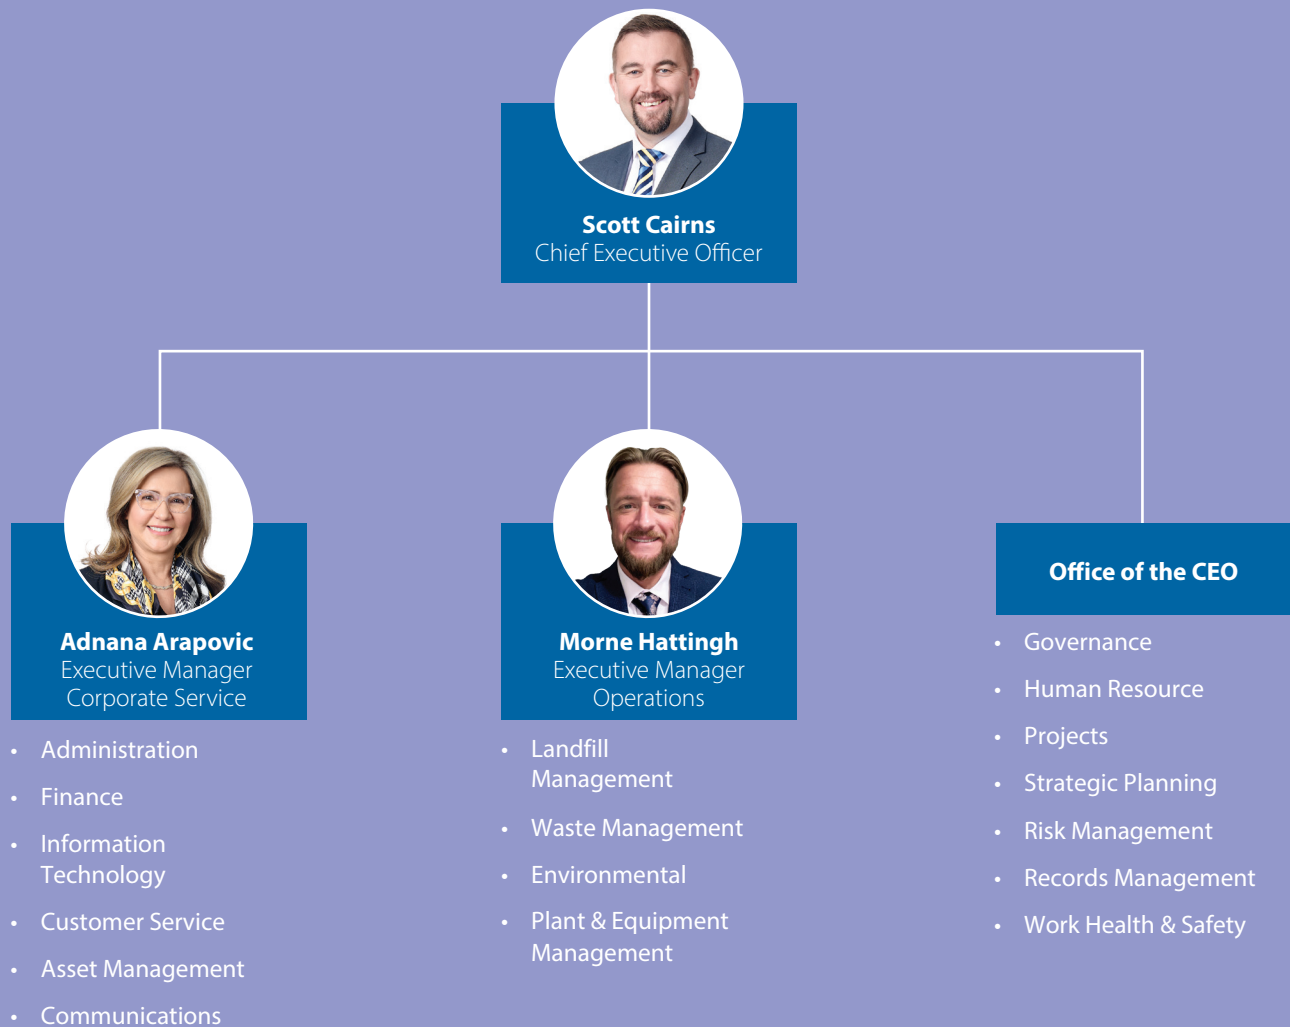 Scott Cairns
Chief Executive Officer
Adnana Arapovic
Executive Manager
Corporate Service
• Administration
• Finance
• Information
Technology
• Customer Service
• Asset Management
• Communications
Morne Hattingh
Executive Manager
Operations
• Landfill
Management
• Waste Management
• Environmental
• Plant & Equipment
Management
Office of the CEO
• Governance
• Human Resource
• Projects
• Strategic Planning
• Risk Management
• Records Management
• Work Health & Safety